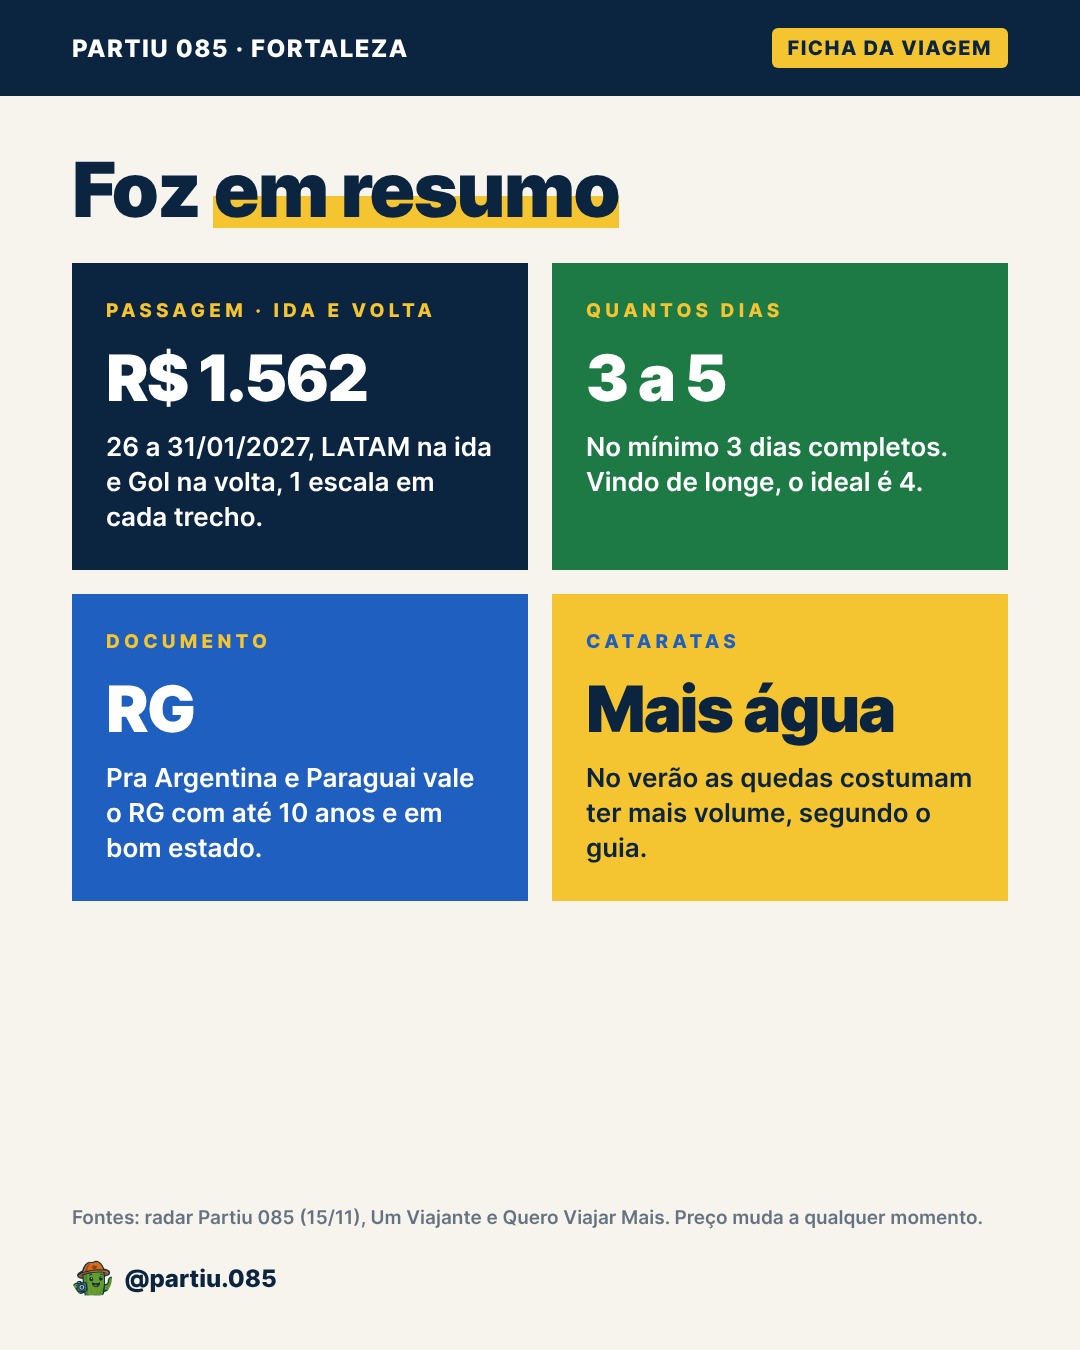 PARTIU 085 · FORTALEZA
FICHA DA VIAGEM
Foz em resumo
PASSAGEM · IDA E VOLTA
R$ 1.562
26 a 31/01/2027, LATAM na ida
e Gol na volta, 1 escala em
cada trecho.
QUANTOS DIAS
3 a 5
No mínimo 3 dias completos.
Vindo de longe, o ideal é 4.
DOCUMENTO
RG
Pra Argentina e Paraguai vale
o RG com até 10 anos e em
bom estado.
CATARATAS
Mais água
No verão as quedas costumam
ter mais volume, segundo o
guia.
Fontes: radar Partiu 085 (15/11), Um Viajante e Quero Viajar Mais. Preço muda a qualquer momento.
@partiu.085